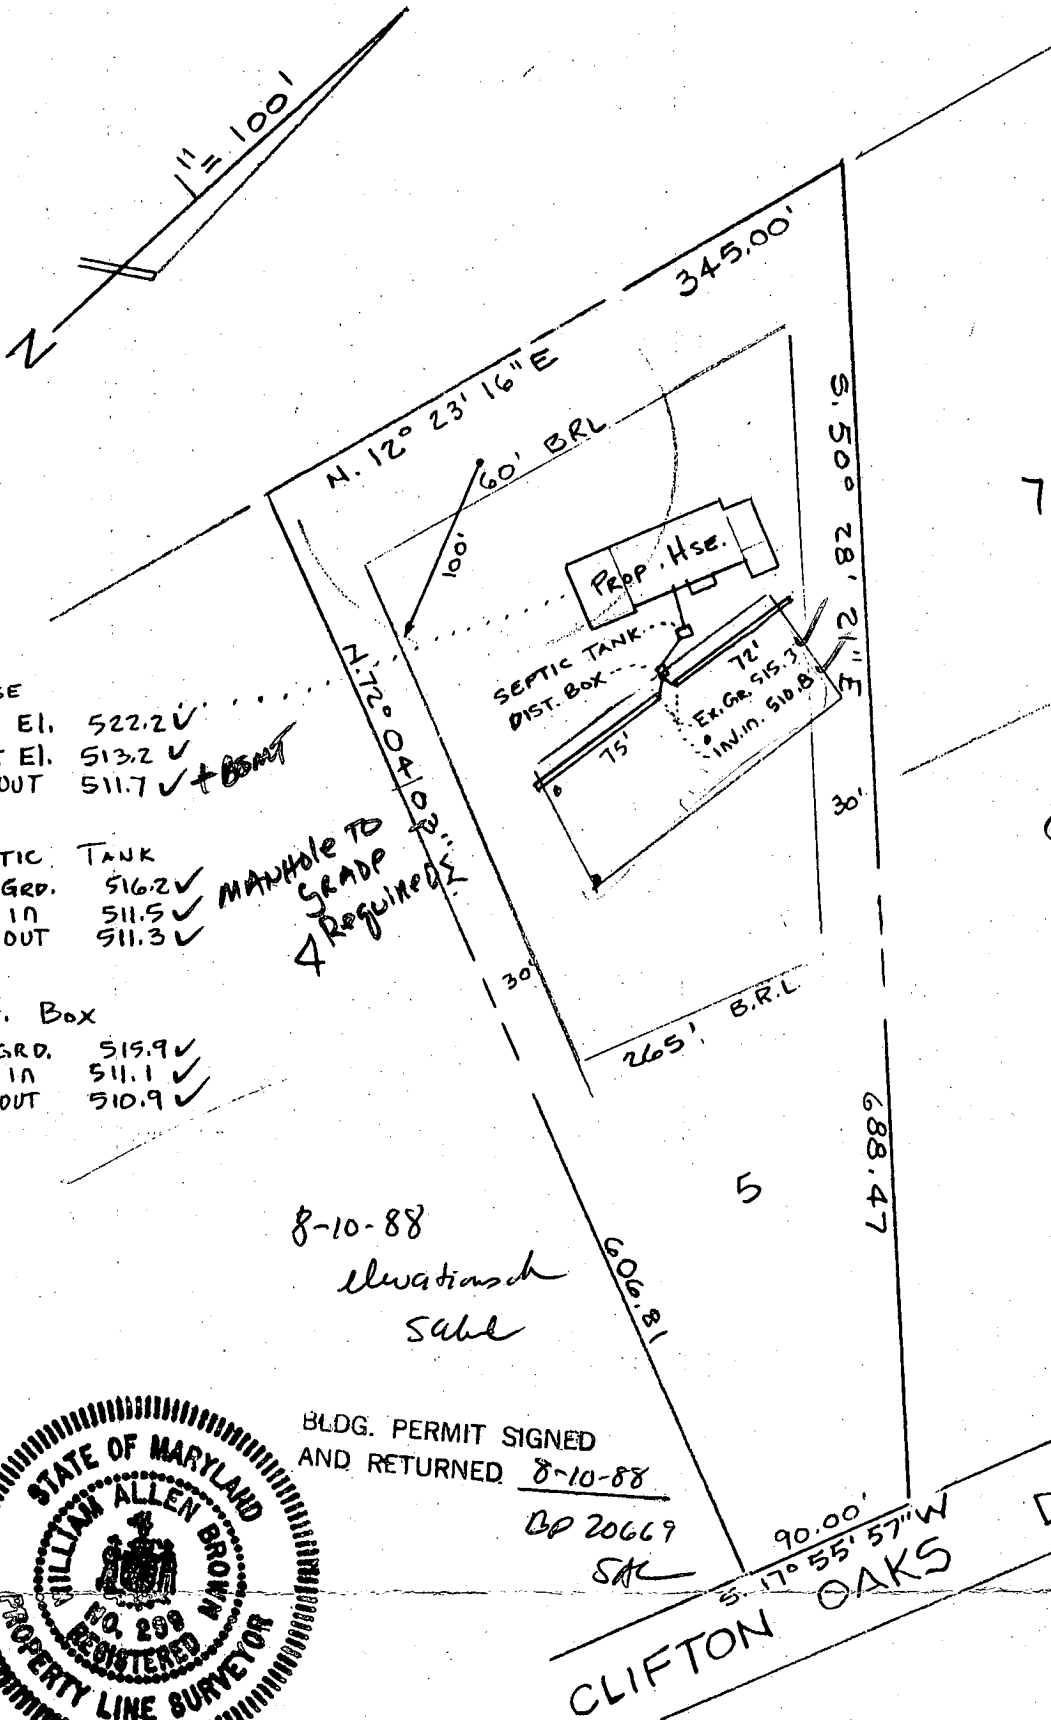 1" = 100'
N
345.00'
N. 12° 23' 16" E
60' BRL
S. 50° 28' 21" E
7
100'
PROP. HSE.
SEPTIC TANK
DIST. BOX
72'
EX. GR. 515.3
INV. IN. 510.8
75'
N. 72° 04' 03" W
30'
30'
SE
El. 522.2 ✓
El. 513.2 ✓
OUT 511.7 ✓ + BSMT
TIC TANK
GRD. 516.2 ✓
IN 511.5 ✓
OUT 511.3 ✓
MANHOLE TO
GRADE
Required
. BOX
GRD. 515.9 ✓
IN 511.1 ✓
OUT 510.9 ✓
265' B.R.L
688.47
5
606.81
8-10-88
BLDG. PERMIT SIGNED
AND RETURNED 8-10-88
BP 20669
90.00'
S. 17° 55' 57" W
CLIFTON OAKS D
STATE OF MARYLAND
WILLIAM ALLEN BROWN
NO. 299
REGISTERED
PROPERTY LINE SURVEYOR